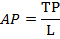 AP = TP/L